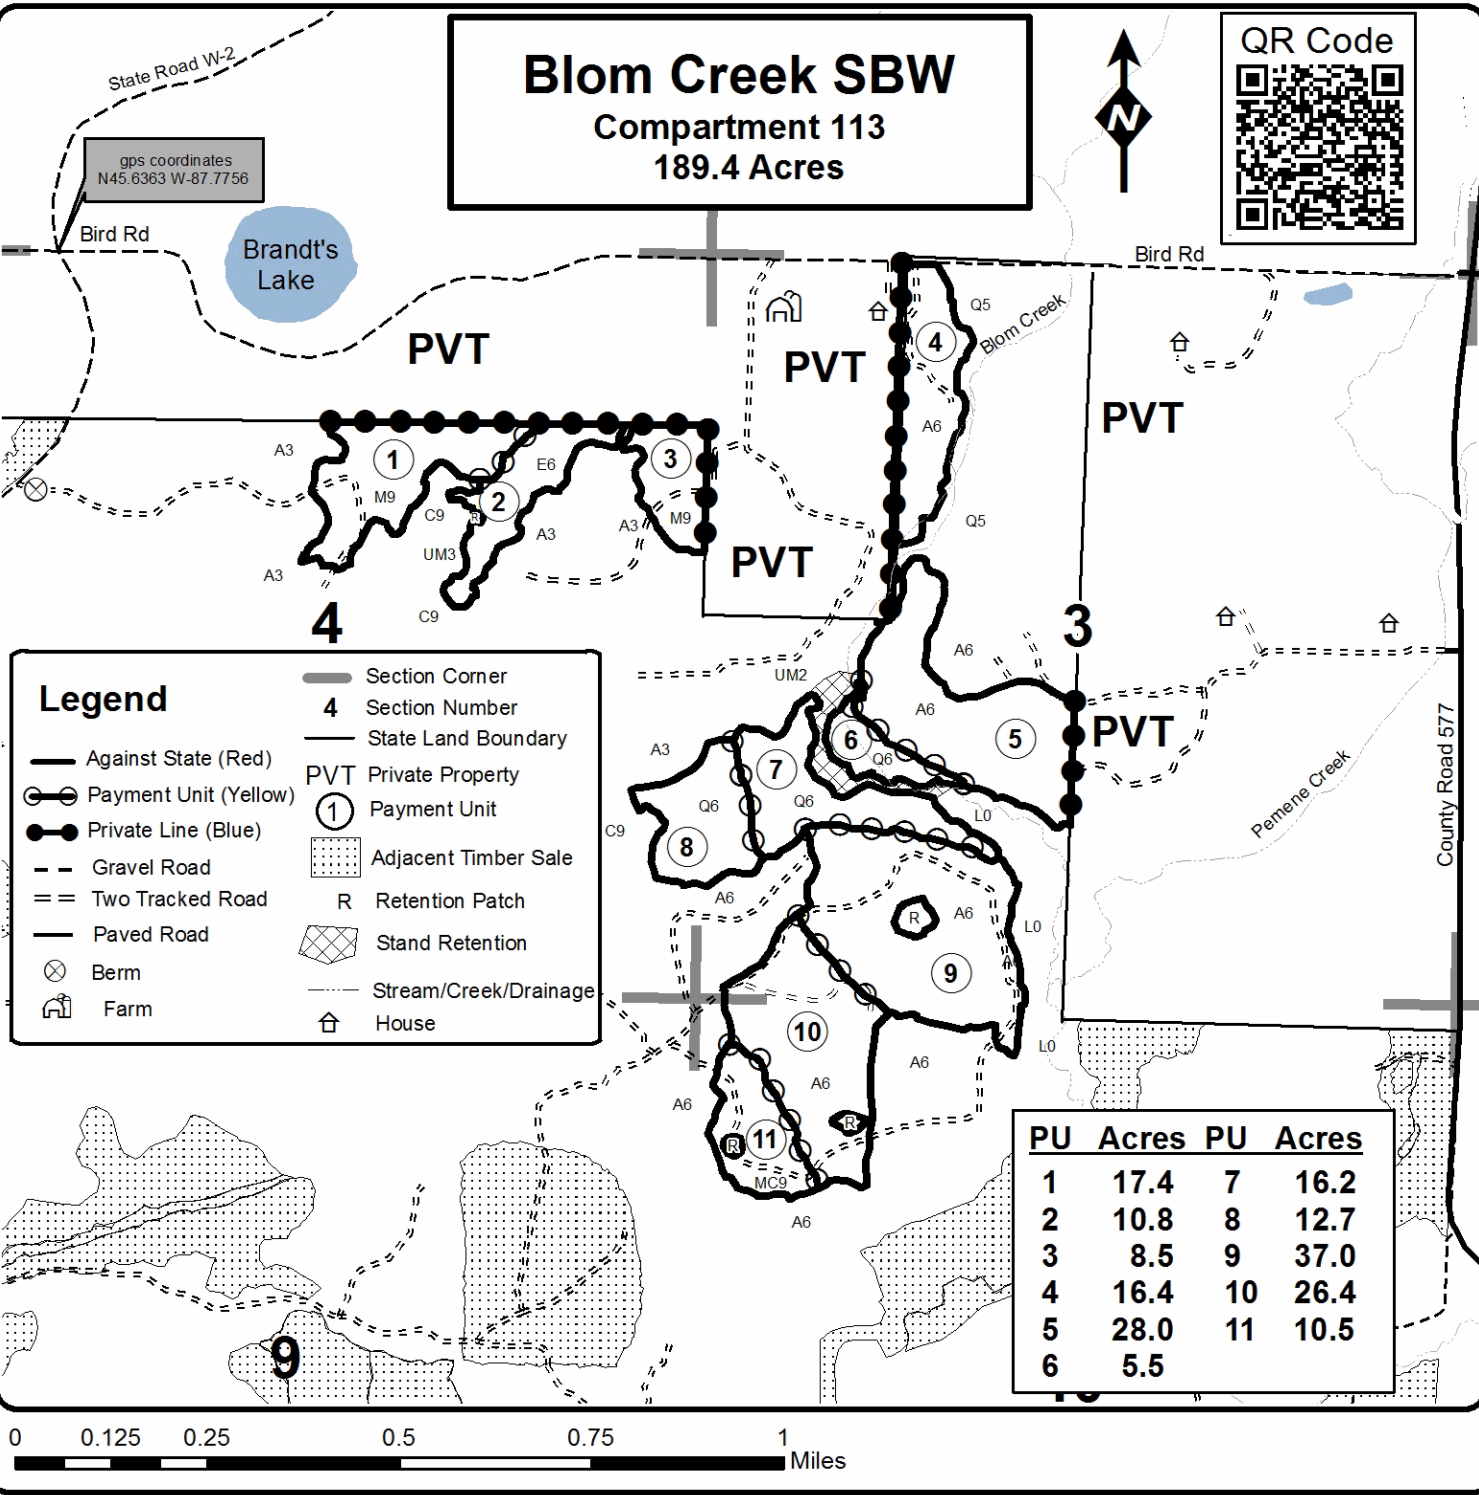 Blom Creek SBW
Compartment 113
189.4 Acres
N
QR Code
State Road W-2
gps coordinates
N45.6363 W-87.7756
Bird Rd
Brandt's
Lake
Bird Rd
PVT
PVT
PVT
PVT
PVT
Blom Creek
Q5
4
A6
Q5
A3
1
M9
E6
3
2
C9
R
A3
A3
M9
UM3
A3
C9
4
3
A6
UM2
A6
5
6
Q6
A3
7
Q6
Q6
8
C9
L0
A6
R
A6
L0
9
A6
10
A6
A6
L0
A6
R
R
11
MC9
A6
9
Pemene Creek
County Road 577
Legend
Against State (Red)
Payment Unit (Yellow)
Private Line (Blue)
Gravel Road
Two Tracked Road
Paved Road
Berm
Farm
Section Corner
4 Section Number
State Land Boundary
PVT Private Property
1 Payment Unit
Adjacent Timber Sale
R Retention Patch
Stand Retention
Stream/Creek/Drainage
House
PU Acres PU Acres
1 17.4 7 16.2
2 10.8 8 12.7
3 8.5 9 37.0
4 16.4 10 26.4
5 28.0 11 10.5
6 5.5
0 0.125 0.25 0.5 0.75 1
Miles